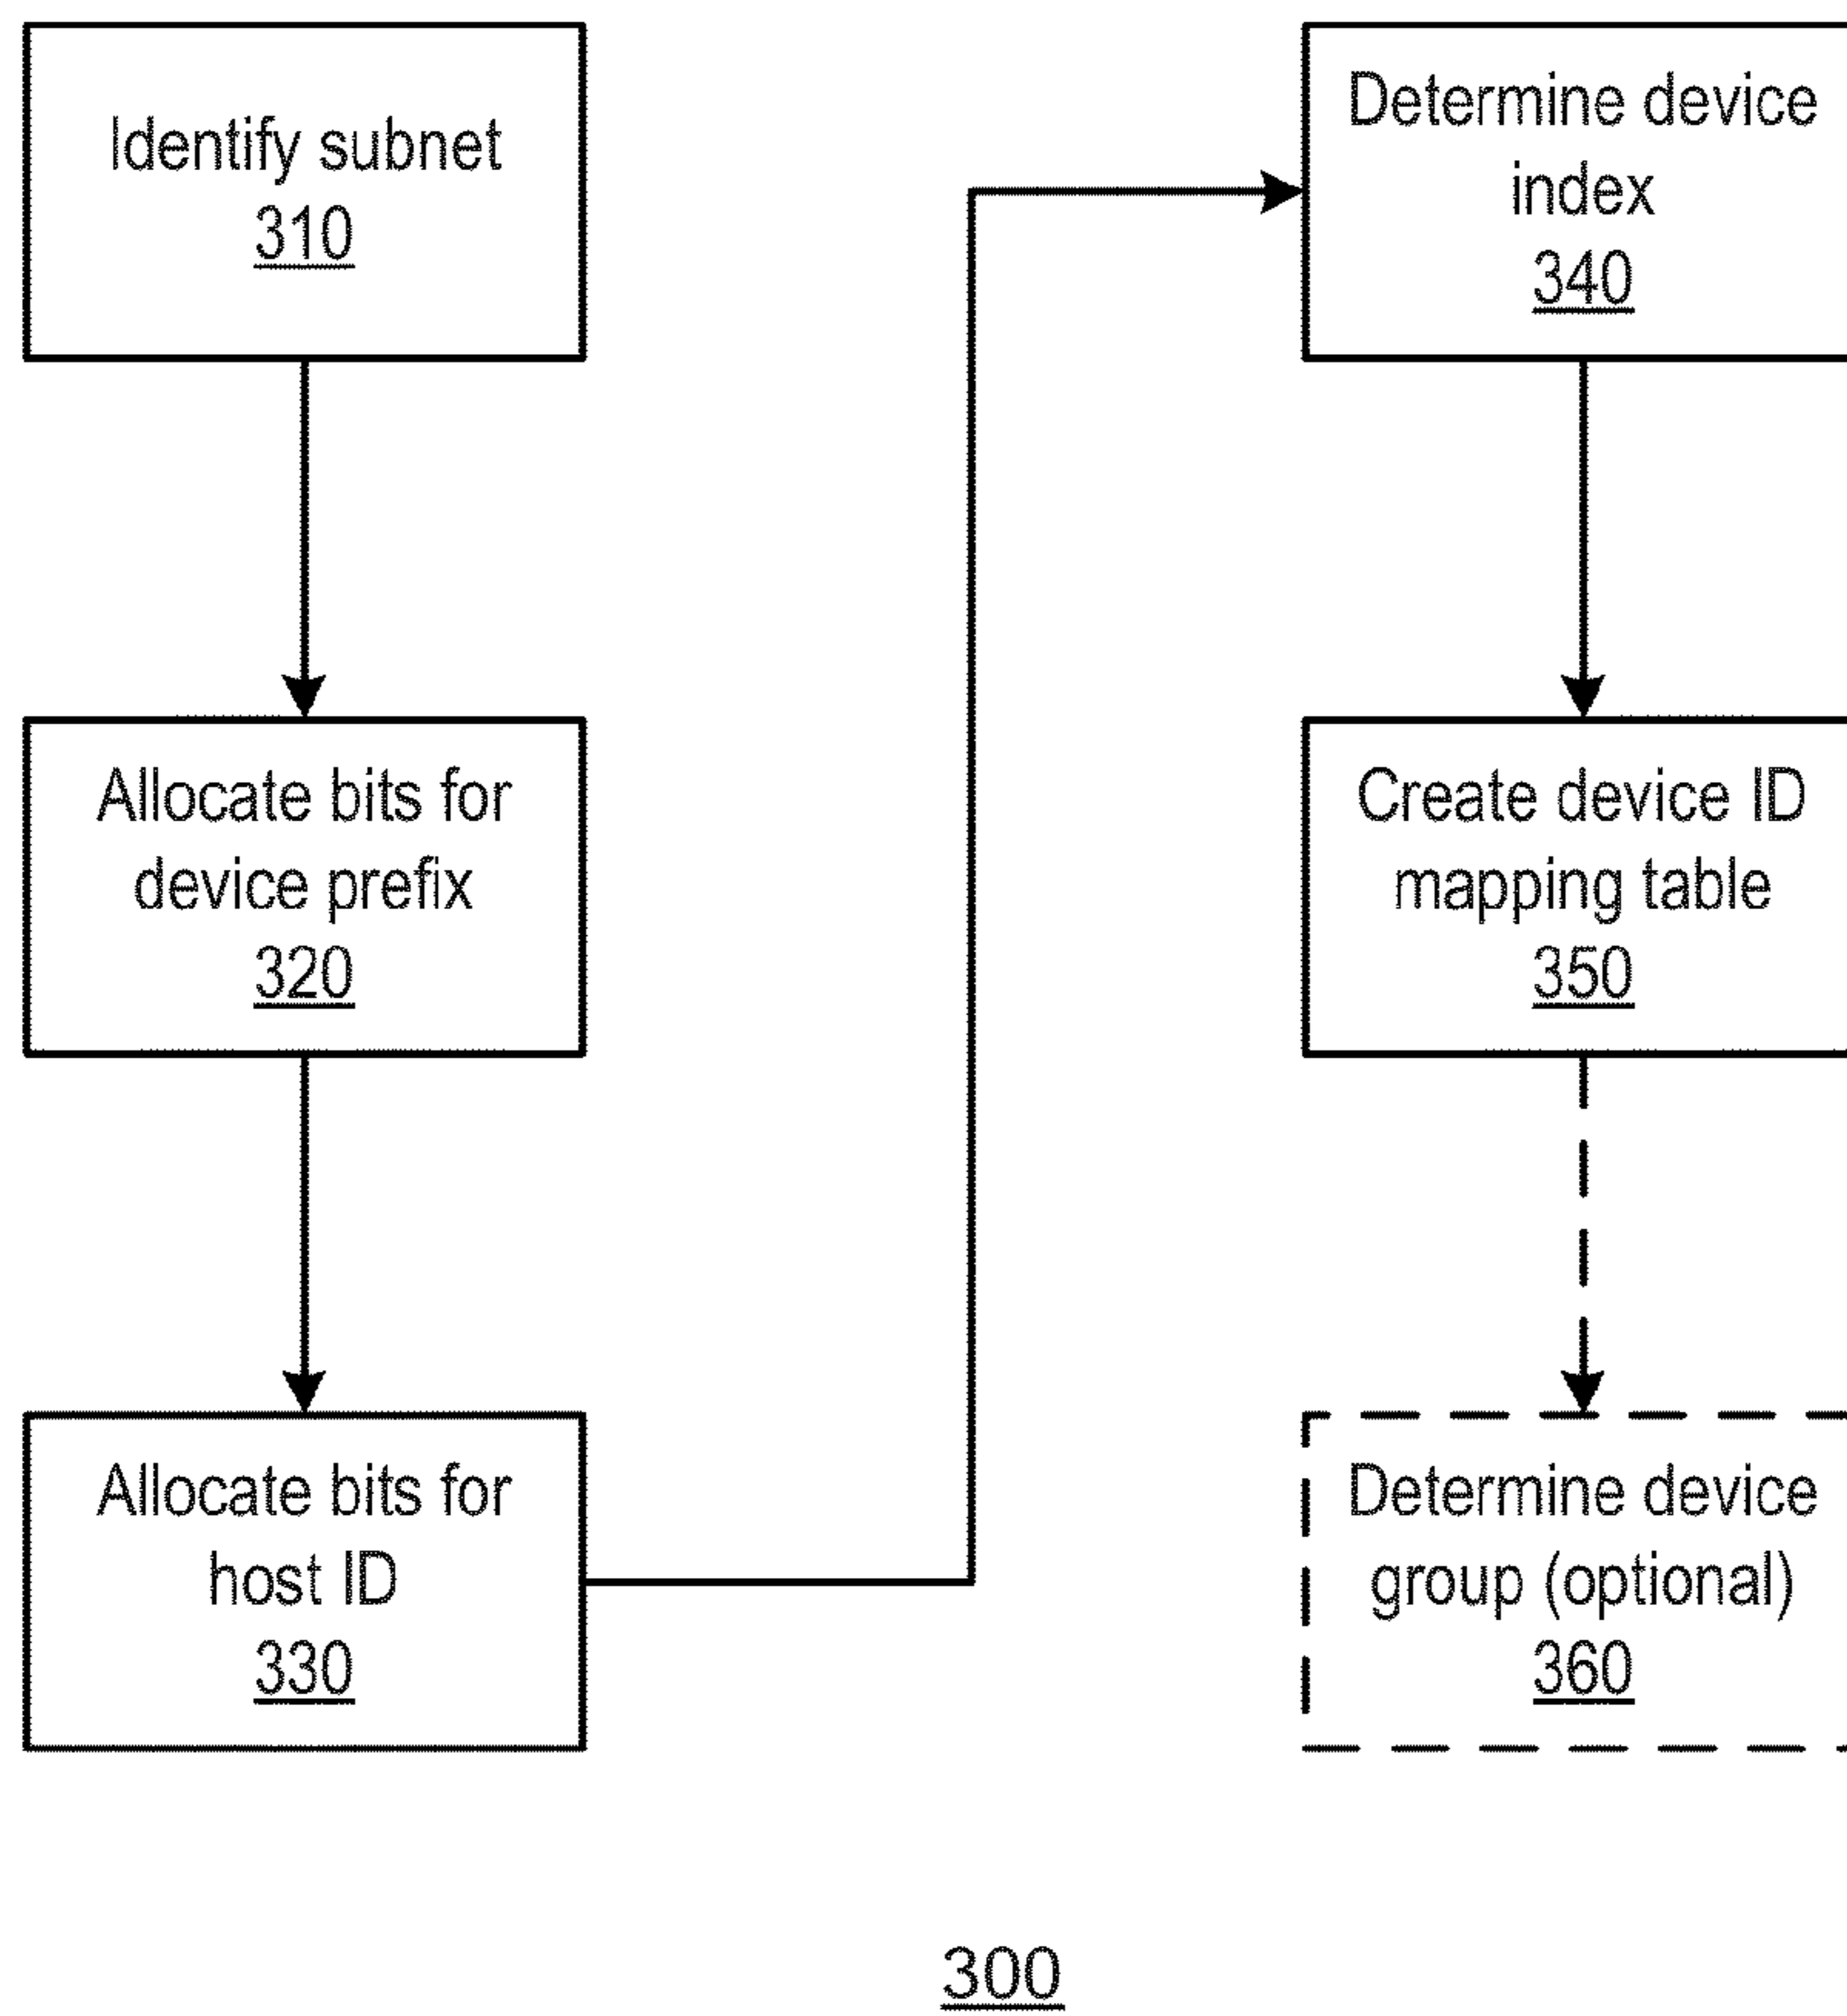 Identify subnet
310
Allocate bits for
device prefix
320
Allocate bits for
host ID
330
Determine device
index
340
Create device ID
mapping table
350
Determine device
group (optional)
360
300